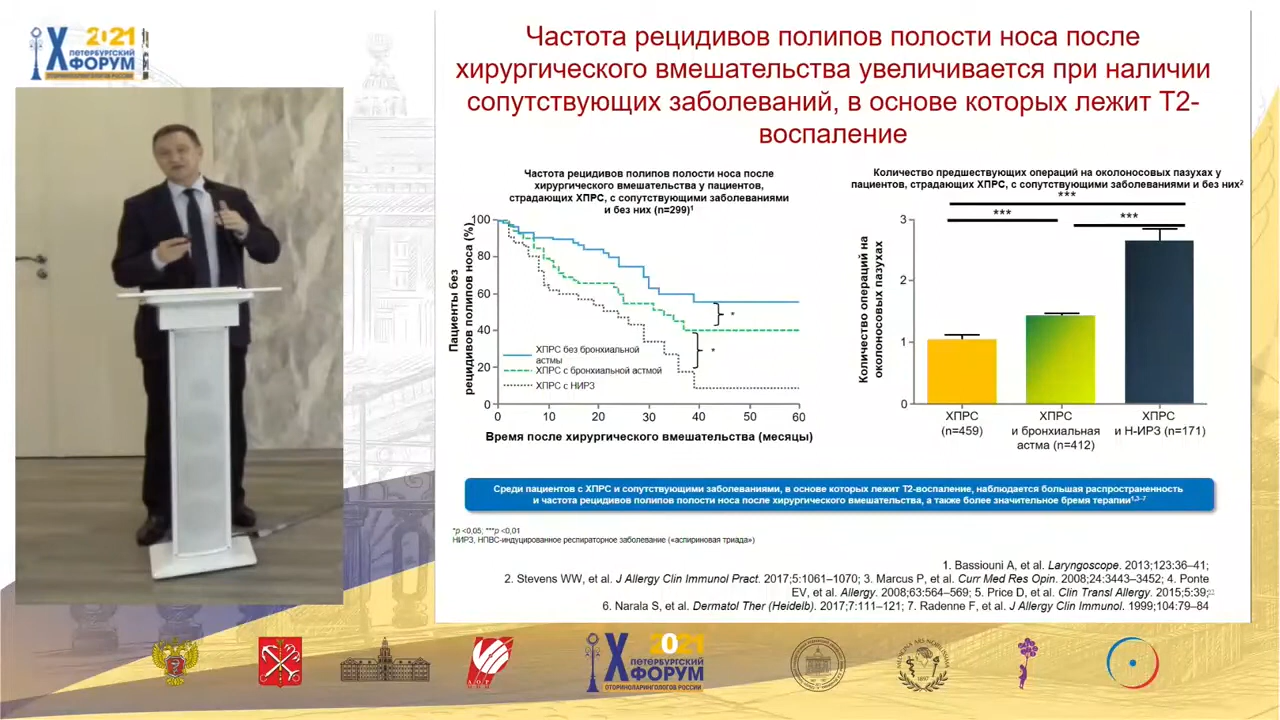 X 2021
ПЕТЕРБУРГСКИЙ
ФОРУМ
ОТОРИНОЛАРИНГОЛОГОВ РОССИИ
Частота рецидивов полипов полости носа после
хирургического вмешательства увеличивается при наличии
сопутствующих заболеваний, в основе которых лежит Т2-
воспаление
Частота рецидивов полипов полости носа после
хирургического вмешательства у пациентов,
страдающих ХПРС, с сопутствующими заболеваниями
и без них (n=299)1
Пациенты без
рецидивов полипов носа (%)
100
80
60
40
20
0
*
*
ХПРС без бронхиальной
астмы
ХПРС с бронхиальной астмой
ХПРС с НИРЗ
0 10 20 30 40 50 60
Время после хирургического вмешательства (месяцы)
Количество предшествующих операций на околоносовых пазухах у
пациентов, страдающих ХПРС, с сопутствующими заболеваниями и без них2
***
*** ***
Количество операций на
околоносовых пазухах
3
2
1
0
ХПРС
(n=459)
ХПРС
и бронхиальная
астма (n=412)
ХПРС
и Н-ИРЗ (n=171)
Среди пациентов с ХПРС и сопутствующими заболеваниями, в основе которых лежит Т2-воспаление, наблюдается большая распространенность
и частота рецидивов полипов полости носа после хирургического вмешательства, а также более значительное бремя терапии1,3–7
*p <0,05; ***p <0,01
НИРЗ, НПВС-индуцированное респираторное заболевание («аспириновая триада»)
1. Bassiouni A, et al. Laryngoscope. 2013;123:36–41;
2. Stevens WW, et al. J Allergy Clin Immunol Pract. 2017;5:1061–1070; 3. Marcus P, et al. Curr Med Res Opin. 2008;24:3443–3452; 4. Ponte
EV, et al. Allergy. 2008;63:564–569; 5. Price D, et al. Clin Transl Allergy. 2015;5:39;
6. Narala S, et al. Dermatol Ther (Heidelb). 2017;7:111–121; 7. Radenne F, et al. J Allergy Clin Immunol. 1999;104:79–84
X 2021
ПЕТЕРБУРГСКИЙ
ФОРУМ
ОТОРИНОЛАРИНГОЛОГОВ РОССИИ